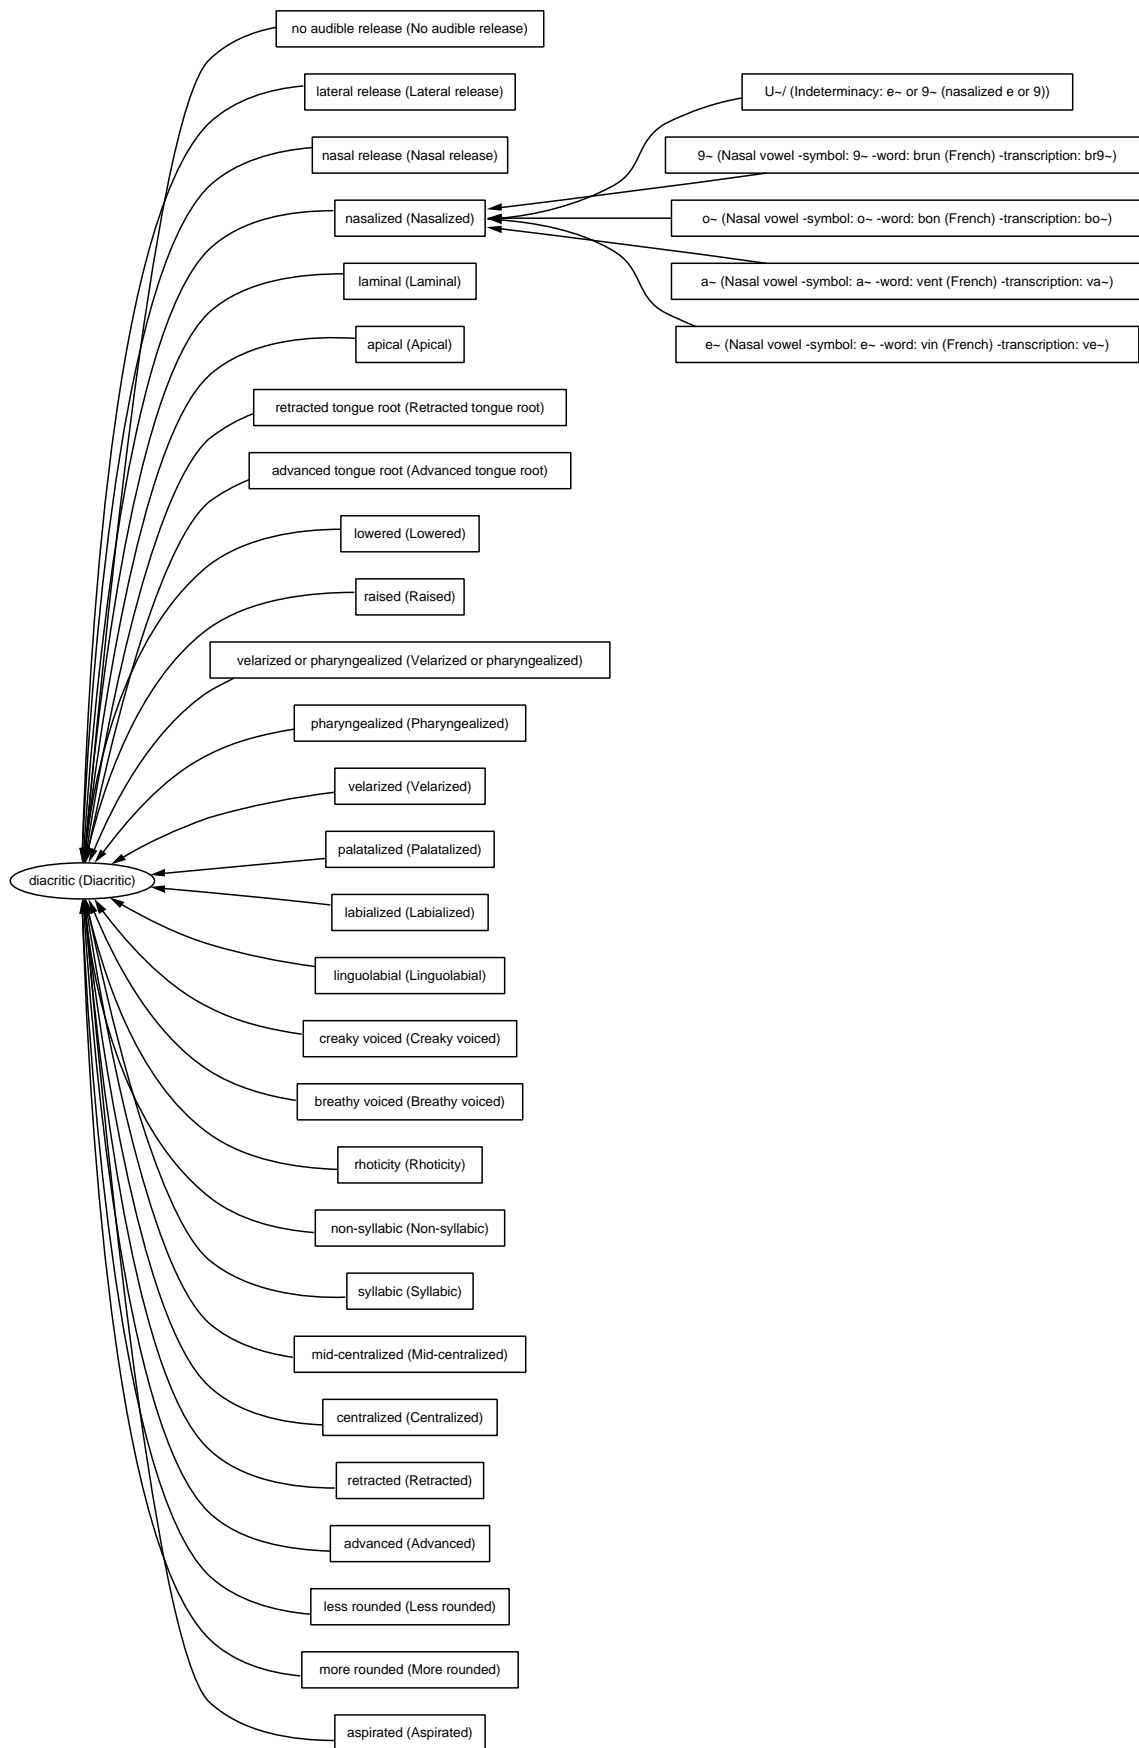 no audible release (No audible release)
lateral release (Lateral release)
U~/ (Indeterminacy: e~ or 9~ (nasalized e or 9))
nasal release (Nasal release)
9~ (Nasal vowel -symbol: 9~ -word: brun (French) -transcription: br9~)
nasalized (Nasalized)
o~ (Nasal vowel -symbol: o~ -word: bon (French) -transcription: bo~)
laminal (Laminal)
a~ (Nasal vowel -symbol: a~ -word: vent (French) -transcription: va~)
apical (Apical)
e~ (Nasal vowel -symbol: e~ -word: vin (French) -transcription: ve~)
retracted tongue root (Retracted tongue root)
advanced tongue root (Advanced tongue root)
lowered (Lowered)
raised (Raised)
velarized or pharyngealized (Velarized or pharyngealized)
pharyngealized (Pharyngealized)
velarized (Velarized)
palatalized (Palatalized)
diacritic (Diacritic)
labialized (Labialized)
linguolabial (Linguolabial)
creaky voiced (Creaky voiced)
breathy voiced (Breathy voiced)
rhoticity (Rhoticity)
non-syllabic (Non-syllabic)
syllabic (Syllabic)
mid-centralized (Mid-centralized)
centralized (Centralized)
retracted (Retracted)
advanced (Advanced)
less rounded (Less rounded)
more rounded (More rounded)
aspirated (Aspirated)